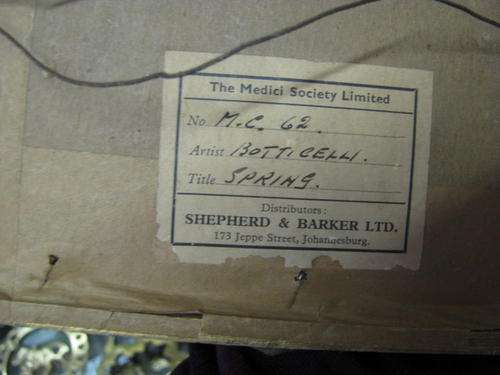 The Medici Society Limited
No M.C. 62.
Artist BOTTICELLI.
Title SPRING.
Distributors:
SHEPHERD & BARKER LTD.
173 Jeppe Street, Johannesburg.